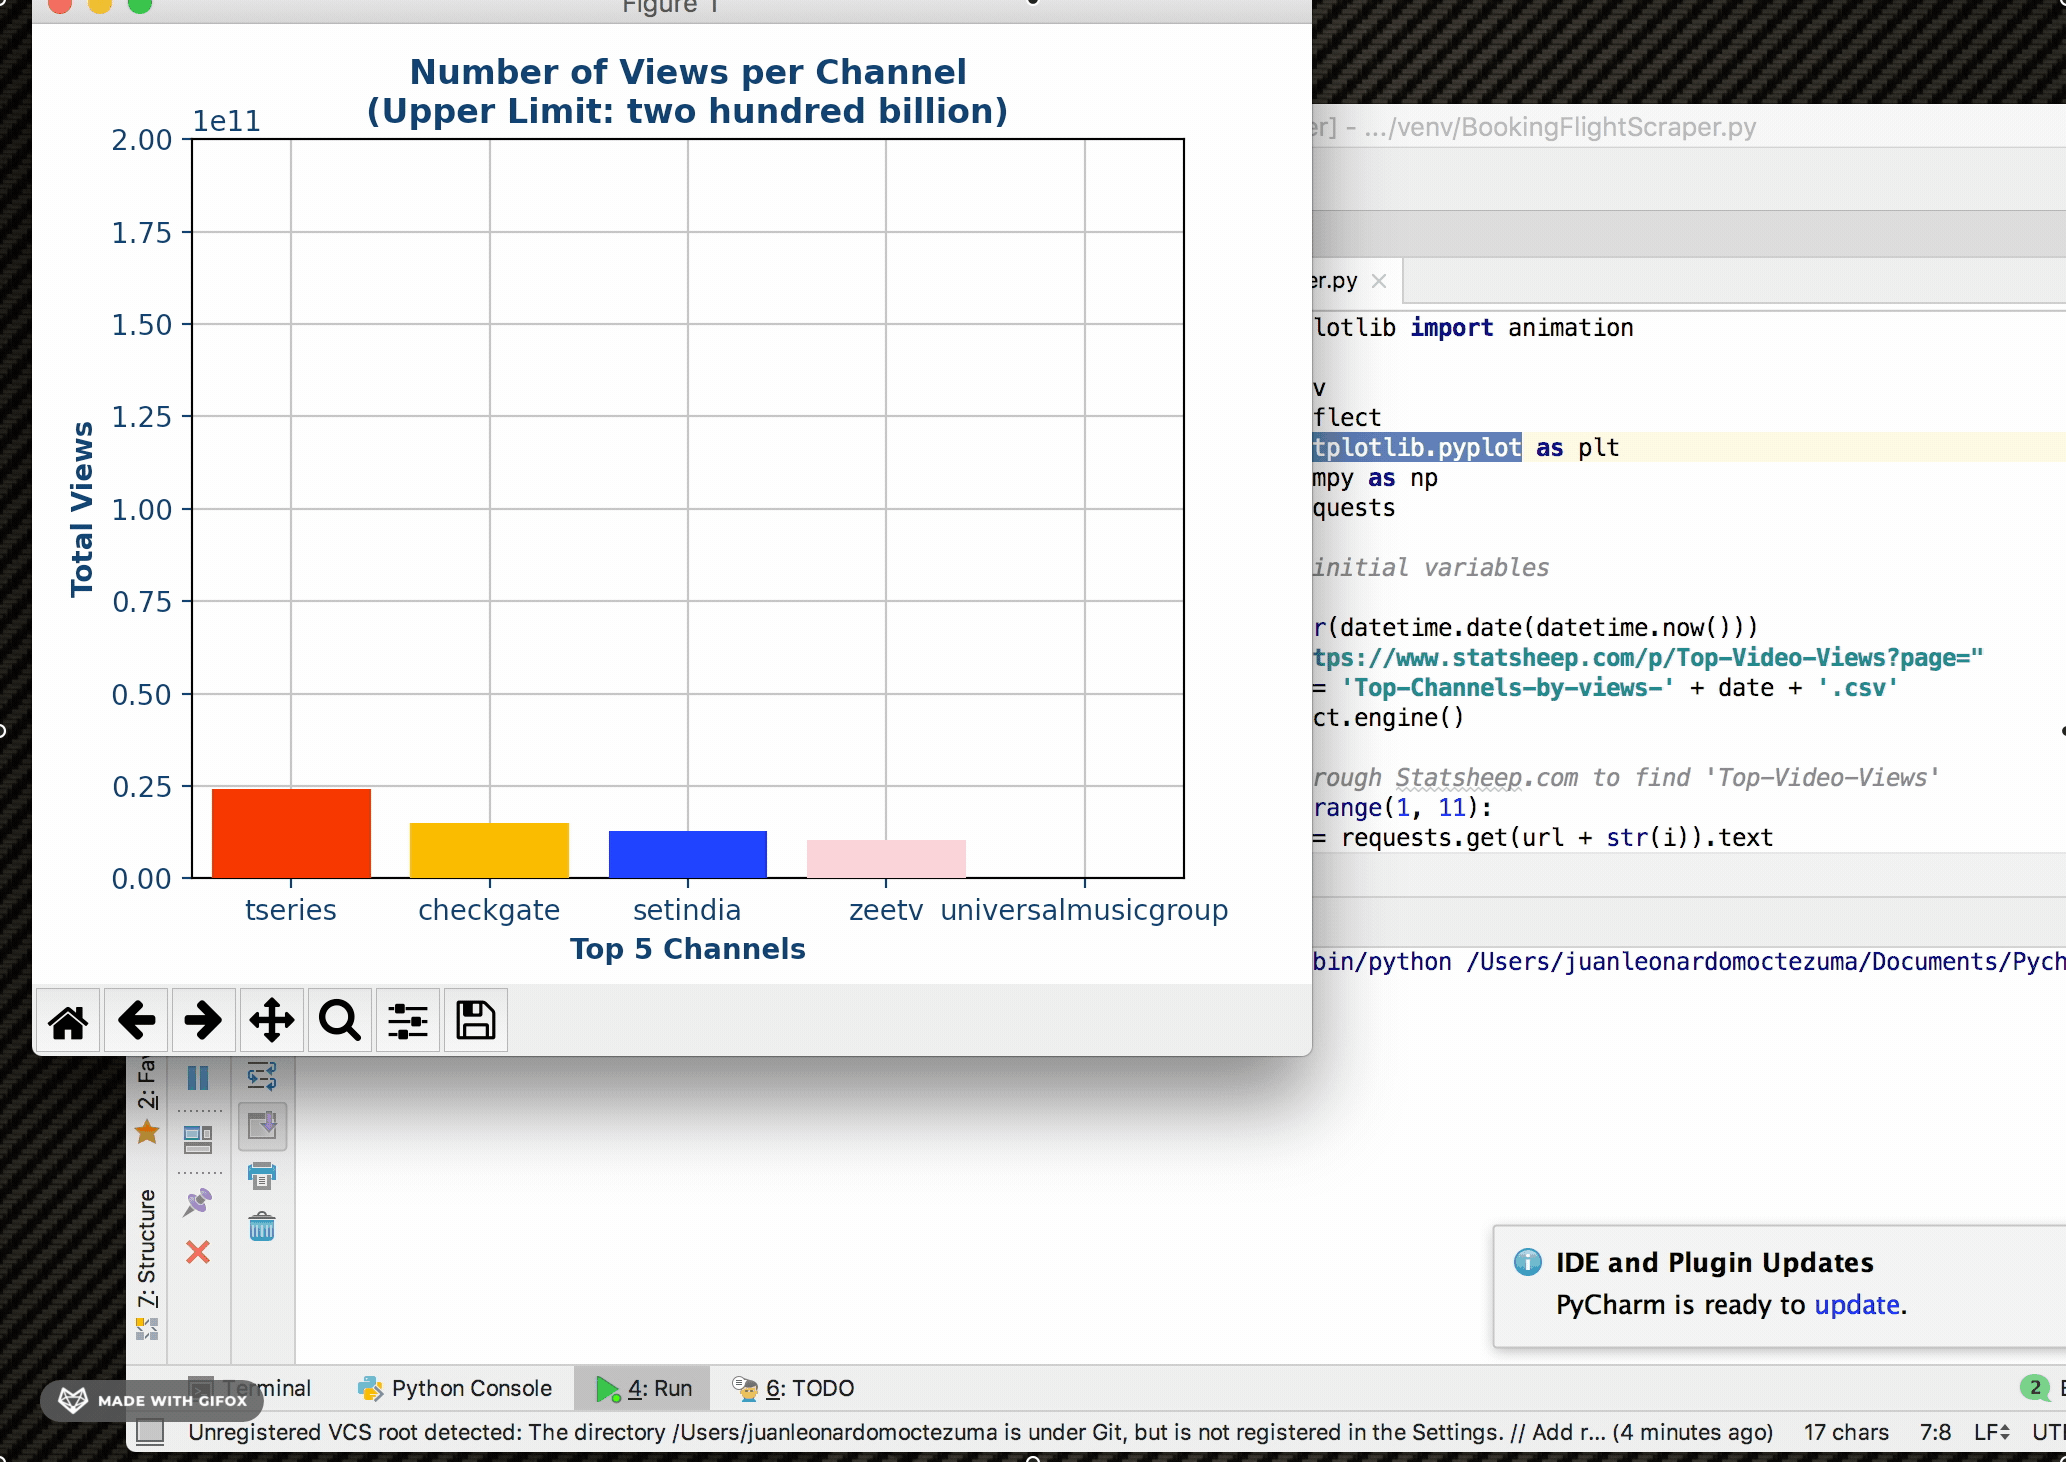 Figure 1
Number of Views per Channel
(Upper Limit: two hundred billion)
1e11
2.00
1.75
1.50
1.25
1.00
0.75
0.50
0.25
0.00
Total Views
tseries checkgate setindia zeetv universalmusicgroup
Top 5 Channels
er] - .../venv/BookingFlightScraper.py
er.py
lotlib import animation
v
flect
tplotlib.pyplot as plt
mpy as np
quests
initial variables
r(datetime.date(datetime.now()))
tps://www.statsheep.com/p/Top-Video-Views?page="
= 'Top-Channels-by-views-' + date + '.csv'
ct.engine()
rough Statsheep.com to find 'Top-Video-Views'
range(1, 11):
= requests.get(url + str(i)).text
bin/python /Users/juanleonardomoctezuma/Documents/Pych
2: Fav
7: Structure
IDE and Plugin Updates
PyCharm is ready to update.
Terminal Python Console 4: Run 6: TODO 2 E
MADE WITH GIFOX
Unregistered VCS root detected: The directory /Users/juanleonardomoctezuma is under Git, but is not registered in the Settings. // Add r... (4 minutes ago) 17 chars 7:8 LF UTF